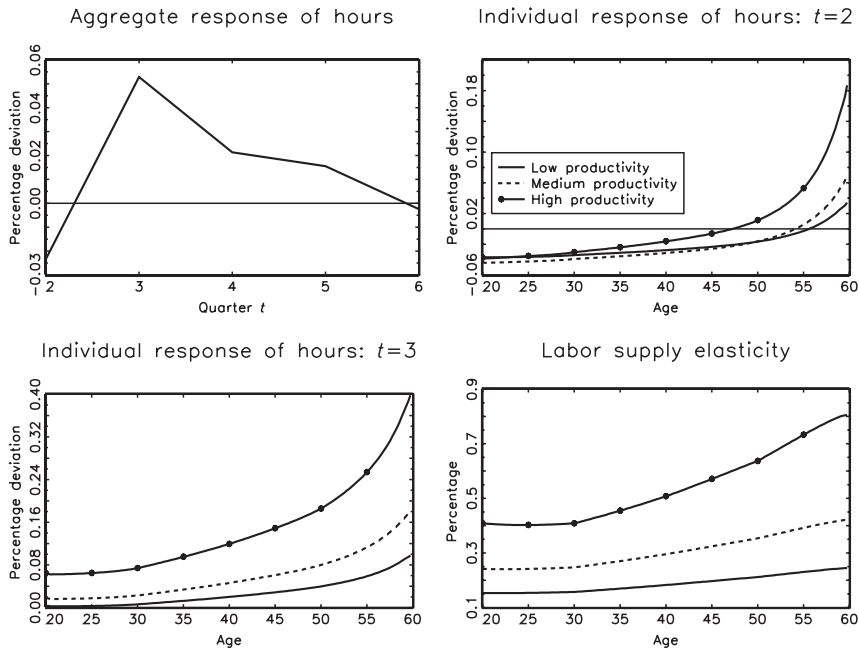 Aggregate response of hours
Percentage deviation
0.06
0.04
0.02
0.00
−0.03
2 3 4 5 6
Quarter t
Individual response of hours: t=2
Percentage deviation
0.18
0.10
0.02
−0.06
Low productivity
Medium productivity
High productivity
20 25 30 35 40 45 50 55 60
Age
Individual response of hours: t=3
Percentage deviation
0.40
0.32
0.24
0.16
0.08
0.00
20 25 30 35 40 45 50 55 60
Age
Labor supply elasticity
Percentage
0.9
0.7
0.5
0.3
0.1
20 25 30 35 40 45 50 55 60
Age